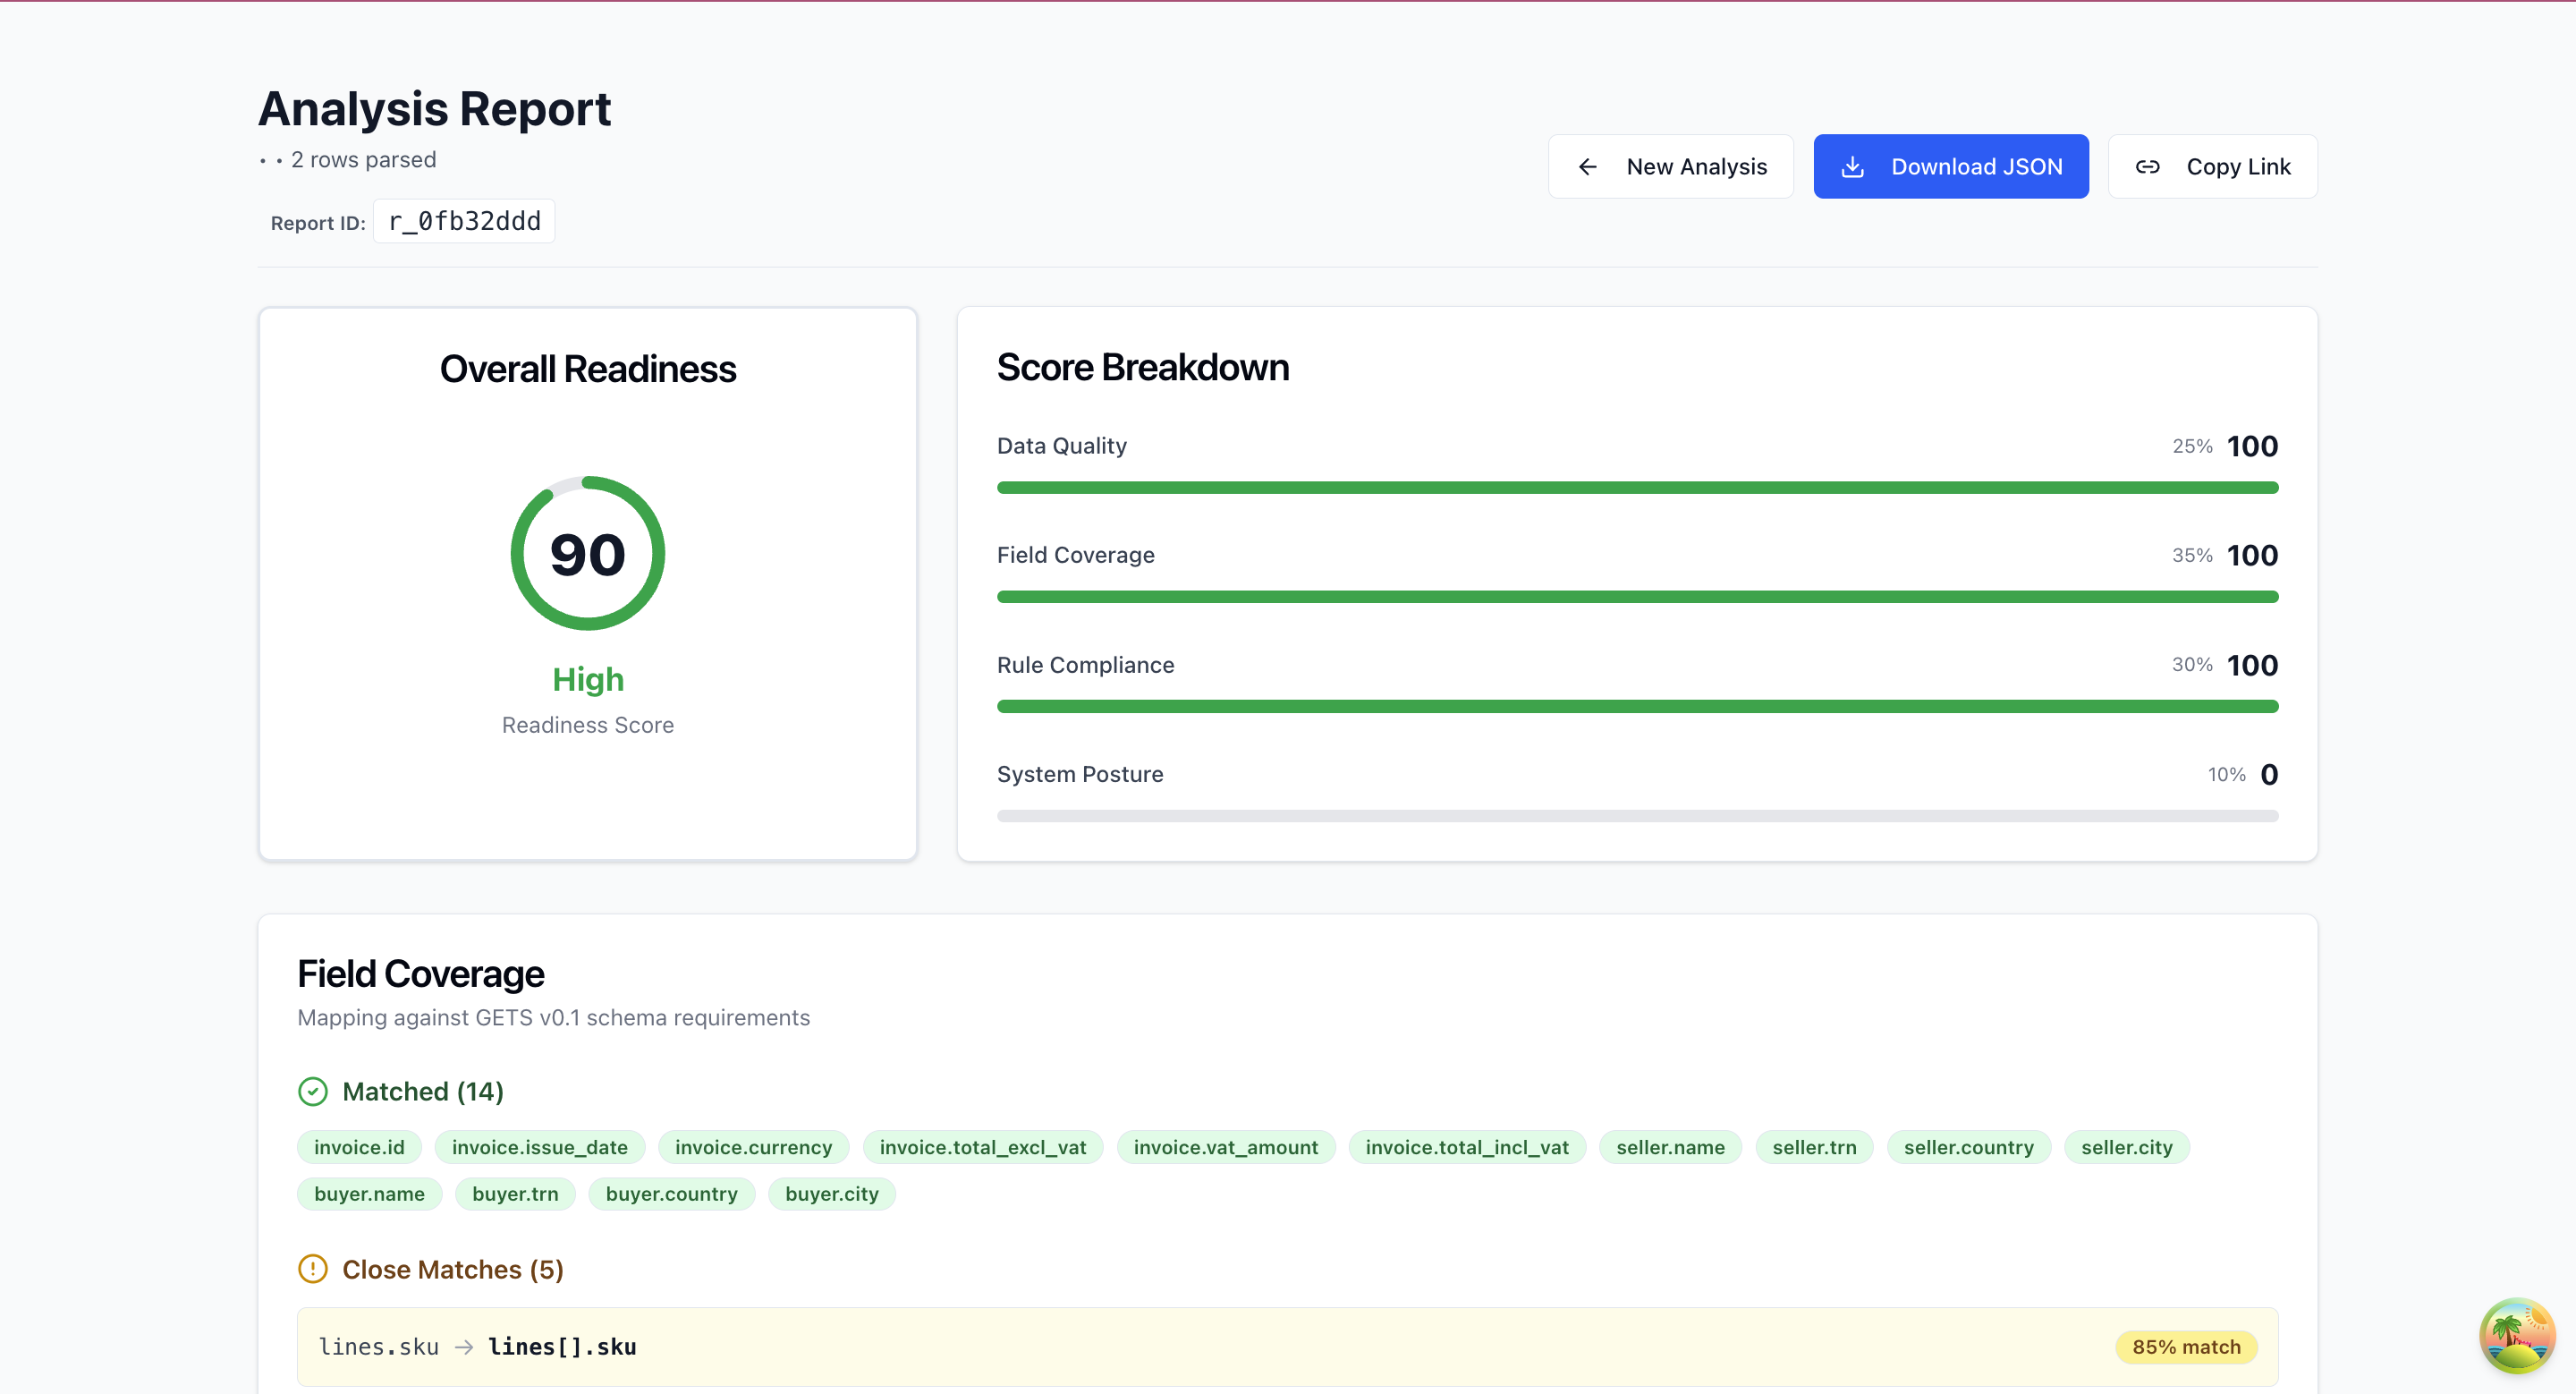 Analysis Report
• • 2 rows parsed
Report ID: r_0fb32ddd
New Analysis
Download JSON
Copy Link
Overall Readiness
90
High
Readiness Score
Score Breakdown
Data Quality 25% 100
Field Coverage 35% 100
Rule Compliance 30% 100
System Posture 10% 0
Field Coverage
Mapping against GETS v0.1 schema requirements
Matched (14)
invoice.id invoice.issue_date invoice.currency invoice.total_excl_vat invoice.vat_amount invoice.total_incl_vat seller.name seller.trn seller.country seller.city
buyer.name buyer.trn buyer.country buyer.city
Close Matches (5)
lines.sku → lines[].sku 85% match